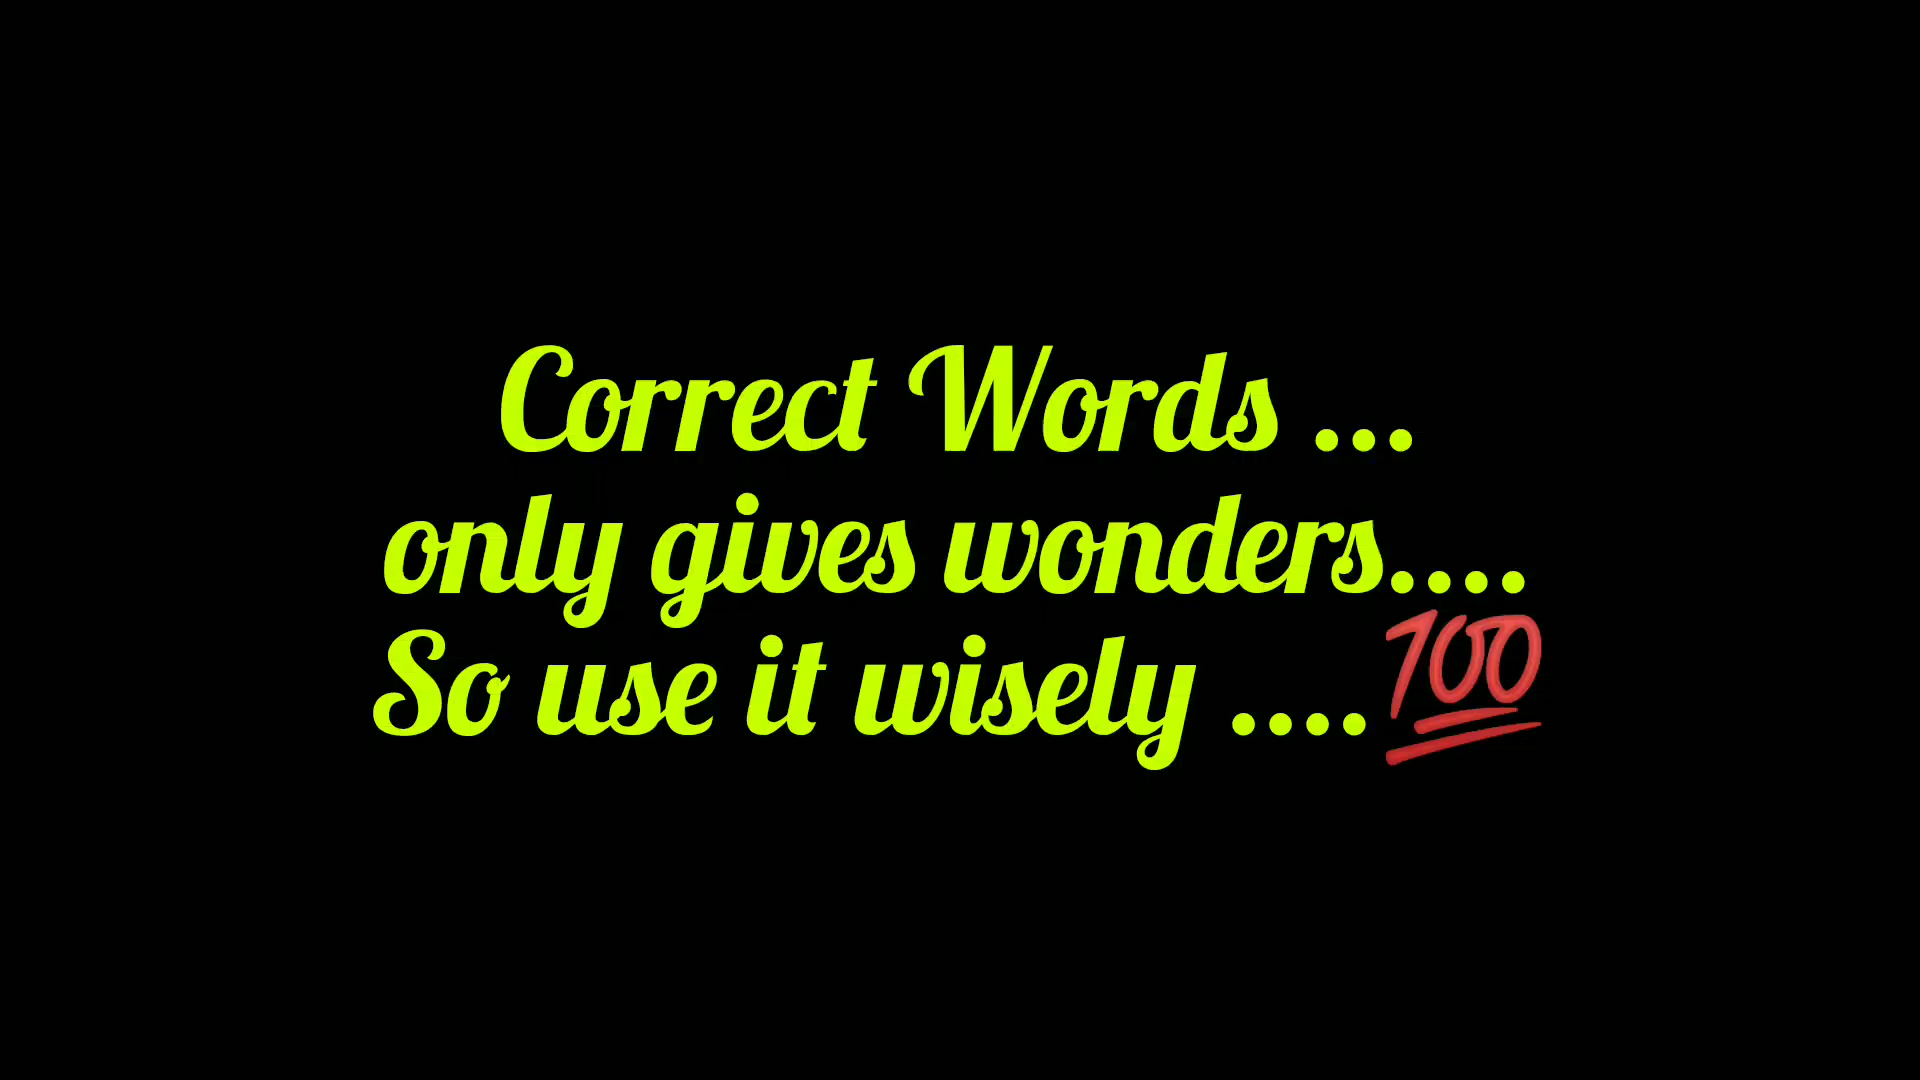 Correct Words ...
only gives wonders....
So use it wisely ....💯